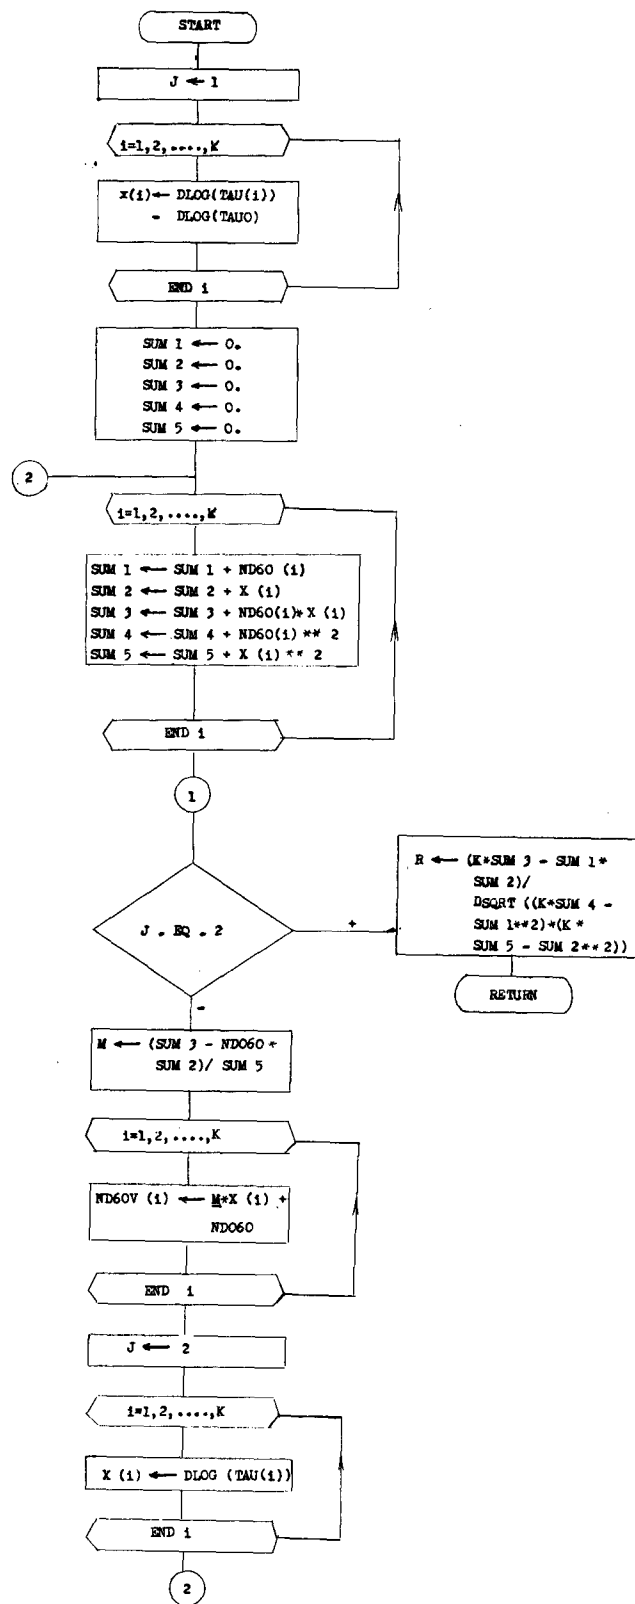 START
J ← 1
i=1,2,....,K
x(i)← DLOG(TAU(i))
- DLOG(TAU0)
END i
SUM 1 ← 0.
SUM 2 ← 0.
SUM 3 ← 0.
SUM 4 ← 0.
SUM 5 ← 0.
2
i=1,2,....,K
SUM 1 ← SUM 1 + ND60 (i)
SUM 2 ← SUM 2 + X (i)
SUM 3 ← SUM 3 + ND60(i)* X (i)
SUM 4 ← SUM 4 + ND60(i) ** 2
SUM 5 ← SUM 5 + X (i) ** 2
END i
1
J . EQ . 2
+
R ← (K*SUM 3 - SUM 1*
SUM 2)/
DSQRT ((K*SUM 4 -
SUM 1**2)*(K *
SUM 5 - SUM 2** 2))
RETURN
-
M ← (SUM 3 - ND060 *
SUM 2)/ SUM 5
i=1,2,....,K
ND60V (i) ← M*X (i) +
ND060
END i
J ← 2
i=1,2,....,K
X (i) ← DLOG (TAU(i))
END i
2